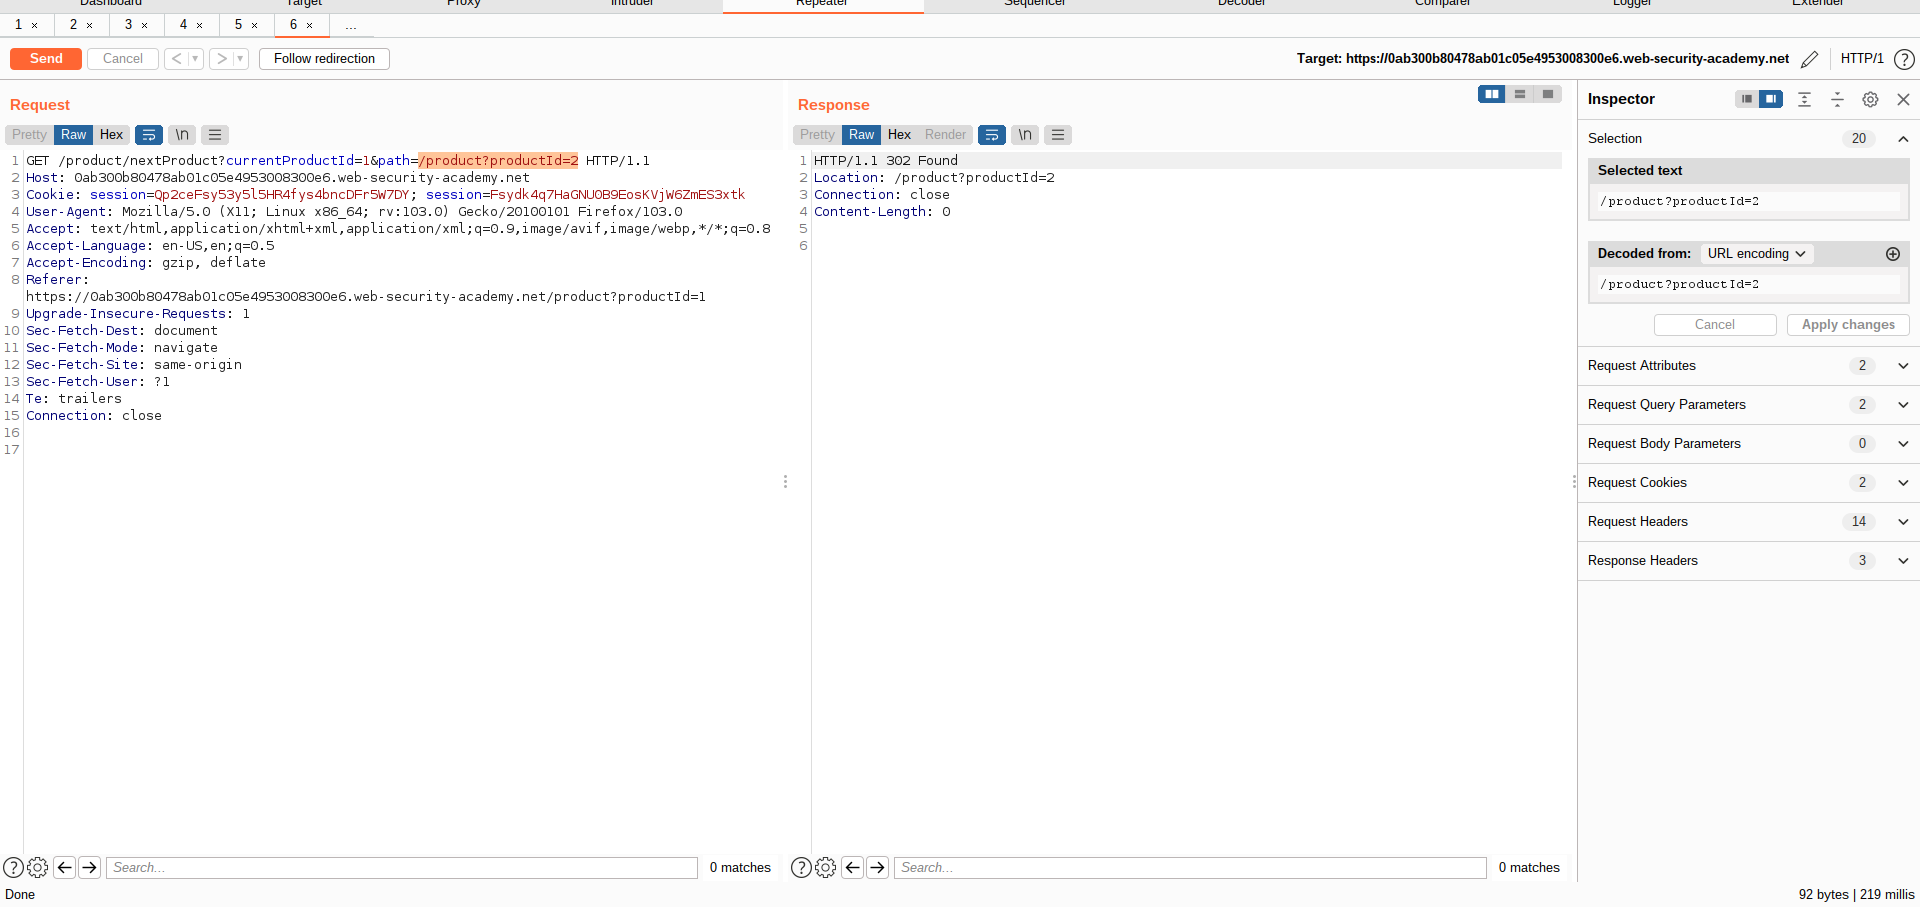 Dashboard Target Proxy Intruder Repeater Sequencer Decoder Comparer Logger Extender
1 × 2 × 3 × 4 × 5 × 6 × ...
Send Cancel < > Follow redirection Target: https://0ab300b80478ab01c05e4953008300e6.web-security-academy.net HTTP/1 ?
Request
Pretty Raw Hex \n
1 GET /product/nextProduct?currentProductId=1&path=/product?productId=2 HTTP/1.1
2 Host: 0ab300b80478ab01c05e4953008300e6.web-security-academy.net
3 Cookie: session=Qp2ceFsy53y5l5HR4fys4bncDFr5W7DY; session=Fsydk4q7HaGNU0B9EosKVjW6ZmES3xtk
4 User-Agent: Mozilla/5.0 (X11; Linux x86_64; rv:103.0) Gecko/20100101 Firefox/103.0
5 Accept: text/html,application/xhtml+xml,application/xml;q=0.9,image/avif,image/webp,*/*;q=0.8
6 Accept-Language: en-US,en;q=0.5
7 Accept-Encoding: gzip, deflate
8 Referer:
https://0ab300b80478ab01c05e4953008300e6.web-security-academy.net/product?productId=1
9 Upgrade-Insecure-Requests: 1
10 Sec-Fetch-Dest: document
11 Sec-Fetch-Mode: navigate
12 Sec-Fetch-Site: same-origin
13 Sec-Fetch-User: ?1
14 Te: trailers
15 Connection: close
16
17
? Search... 0 matches
Response
Pretty Raw Hex Render \n
1 HTTP/1.1 302 Found
2 Location: /product?productId=2
3 Connection: close
4 Content-Length: 0
5
6
? Search... 0 matches
Inspector
Selection 20
Selected text
/product?productId=2
Decoded from: URL encoding
/product?productId=2
Cancel Apply changes
Request Attributes 2
Request Query Parameters 2
Request Body Parameters 0
Request Cookies 2
Request Headers 14
Response Headers 3
Done 92 bytes | 219 millis